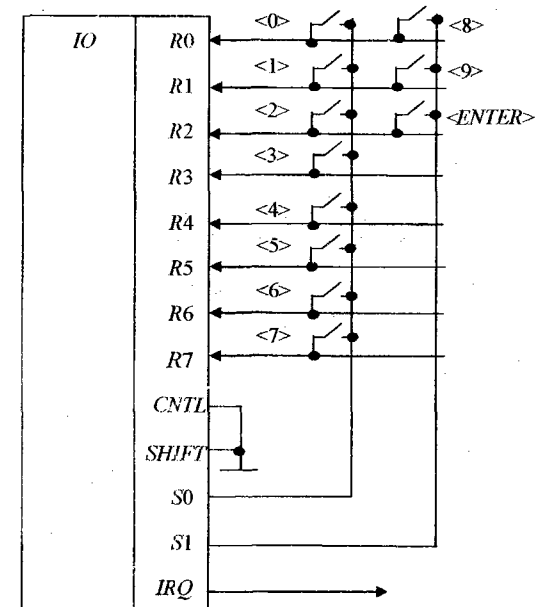 IO
R0
<0>
<8>
R1
<1>
<9>
R2
<2>
<ENTER>
R3
<3>
R4
<4>
R5
<5>
R6
<6>
R7
<7>
CNTL
SHIFT
S0
S1
IRQ